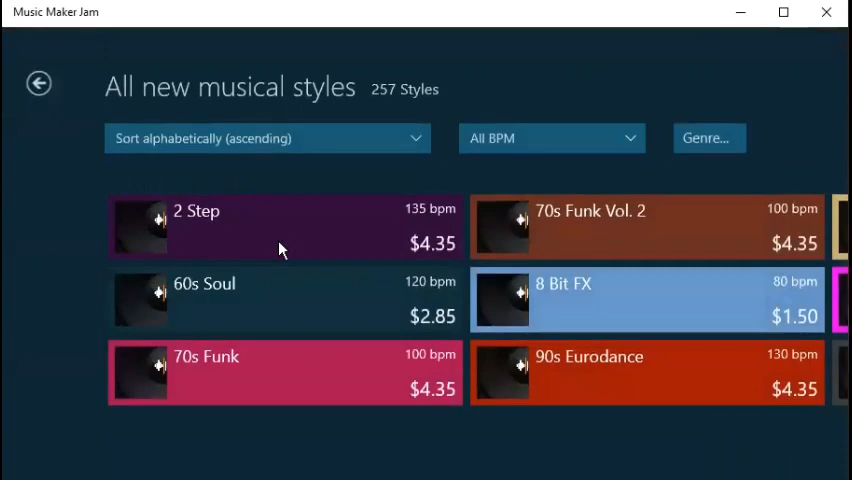 Music Maker Jam
All new musical styles 257 Styles
Sort alphabetically (ascending) All BPM Genre...
2 Step 135 bpm
$4.35
70s Funk Vol. 2 100 bpm
$4.35
60s Soul 120 bpm
$2.85
8 Bit FX 80 bpm
$1.50
70s Funk 100 bpm
$4.35
90s Eurodance 130 bpm
$4.35